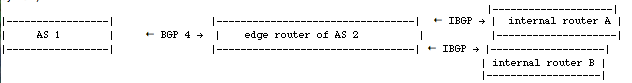 AS 1
← BGP 4 →
edge router of AS 2
← IBGP →
internal router A
← IBGP →
internal router B